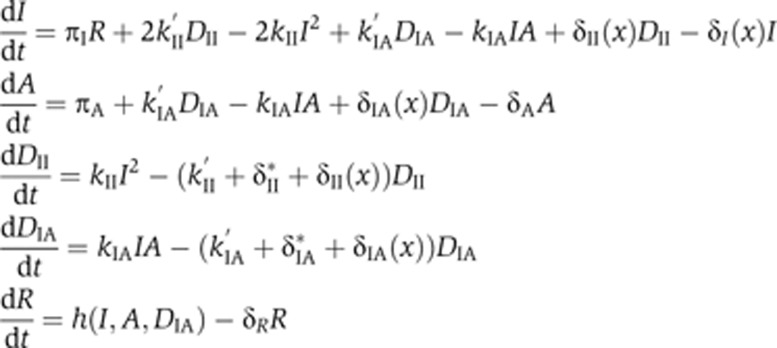 dI/dt = π_I R + 2k′_II D_II − 2k_II I² + k′_IA D_IA − k_IA IA + δ_II(x)D_II − δ_I(x)I
dA/dt = π_A + k′_IA D_IA − k_IA IA + δ_IA(x)D_IA − δ_A A
dD_II/dt = k_II I² − (k′_II + δ*_II + δ_II(x))D_II
dD_IA/dt = k_IA IA − (k′_IA + δ*_IA + δ_IA(x))D_IA
dR/dt = h(I, A, D_IA) − δ_R R